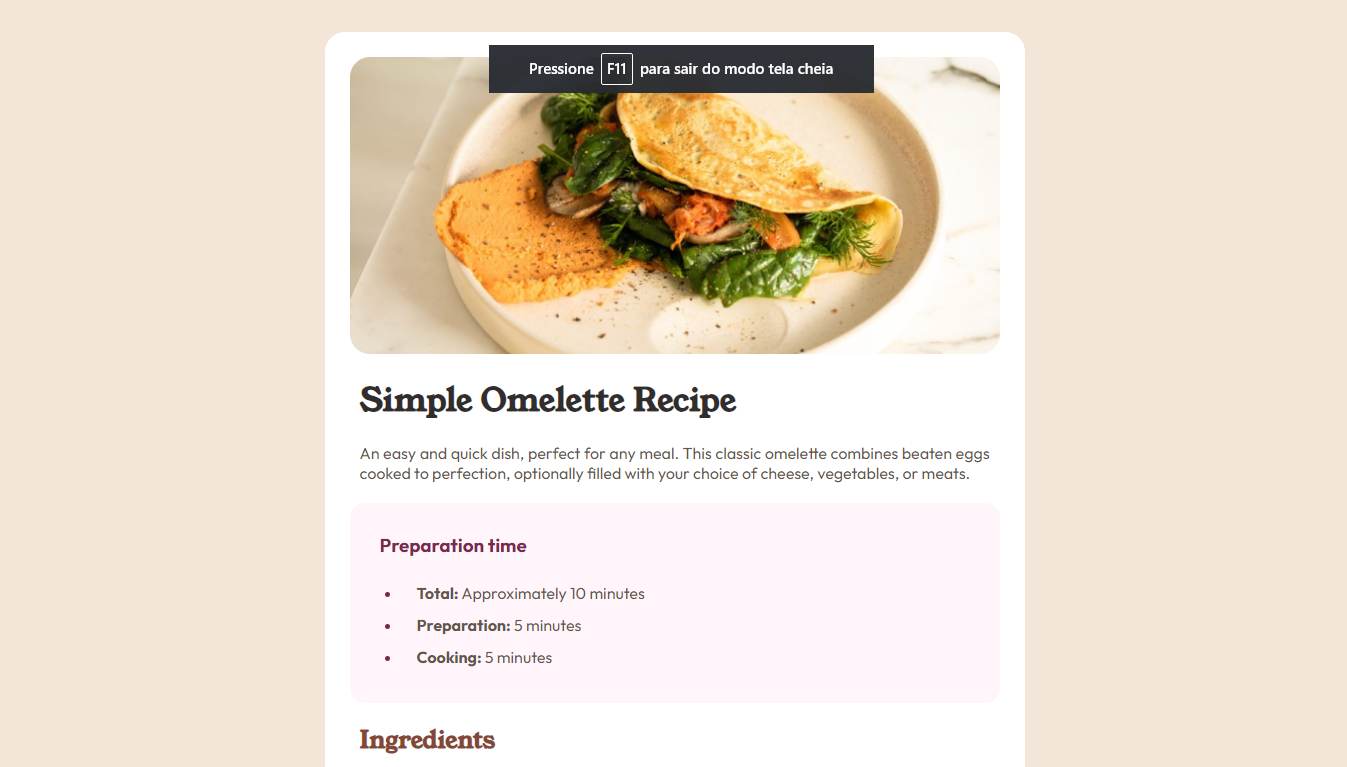 Pressione F11 para sair do modo tela cheia
Simple Omelette Recipe
An easy and quick dish, perfect for any meal. This classic omelette combines beaten eggs
cooked to perfection, optionally filled with your choice of cheese, vegetables, or meats.
Preparation time
• Total: Approximately 10 minutes
• Preparation: 5 minutes
• Cooking: 5 minutes
Ingredients